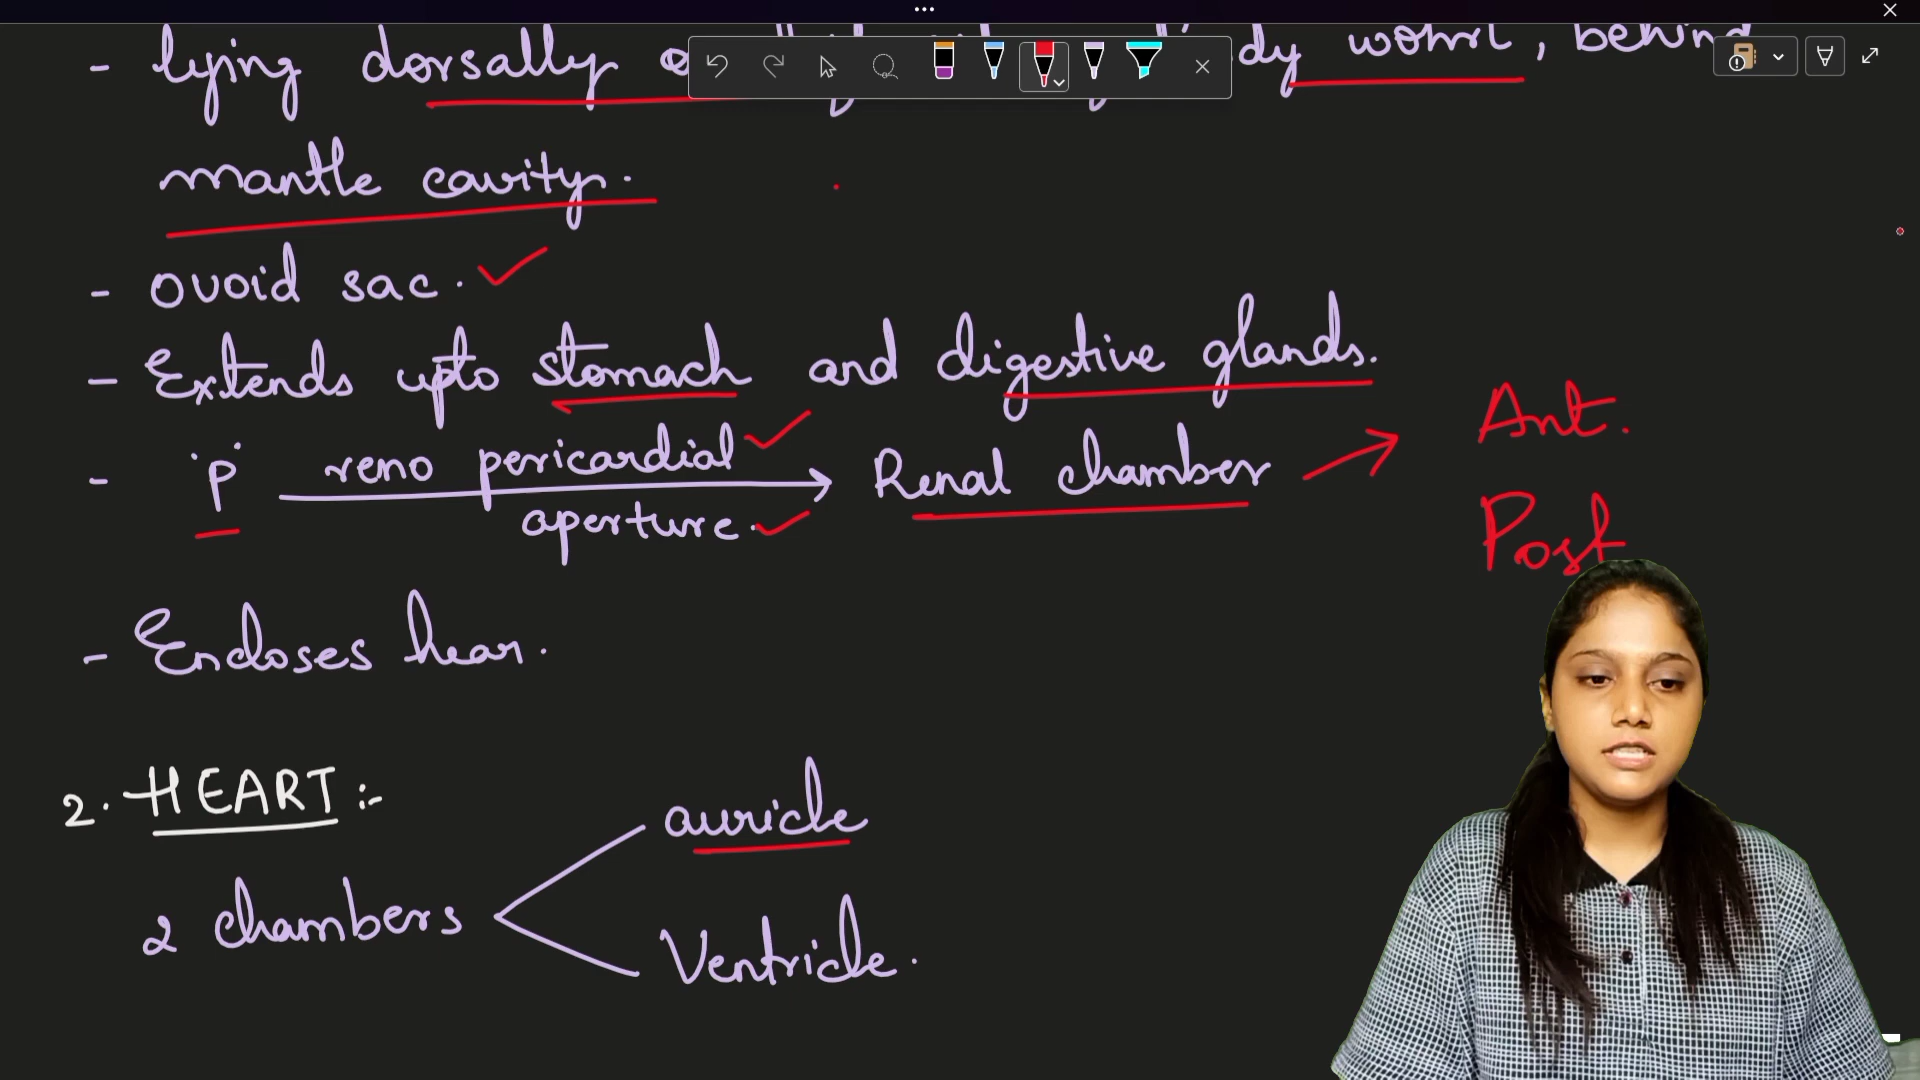 - lying dorsally dy wohrl, behind
mantle cavity.
- ovoid sac.
- Extends upto stomach and digestive glands.
- 'p' reno pericardial aperture. → Renal chamber → Ant.
Post
- Encloses hear.
2. HEART :-
2 chambers
auricle
Ventricle.